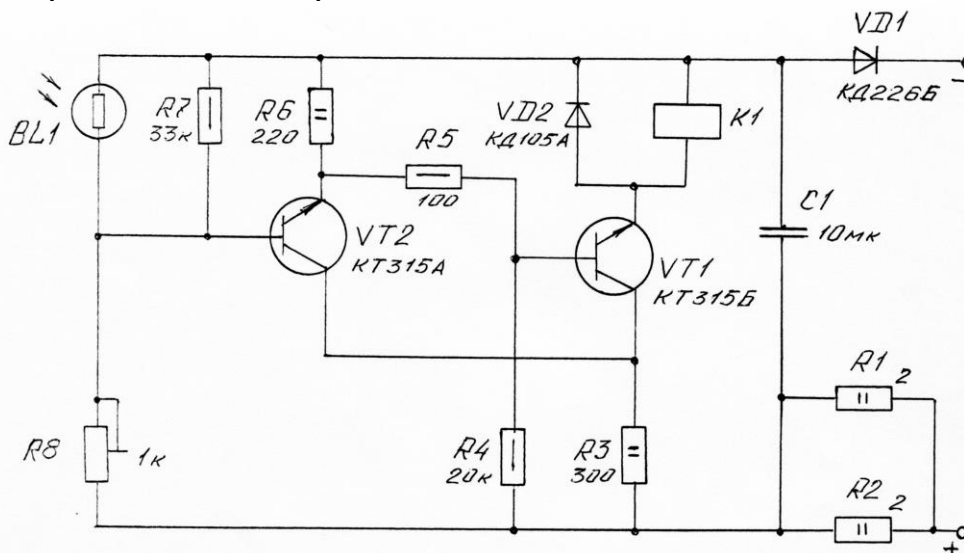 VD1
КД226Б
-
BL1
R7
33к
R6
220
R5
100
VD2
КД105А
K1
C1
10мк
VT2
КТ315А
VT1
КТ315Б
R8
1к
R4
20к
R3
300
R1 2
R2 2
+